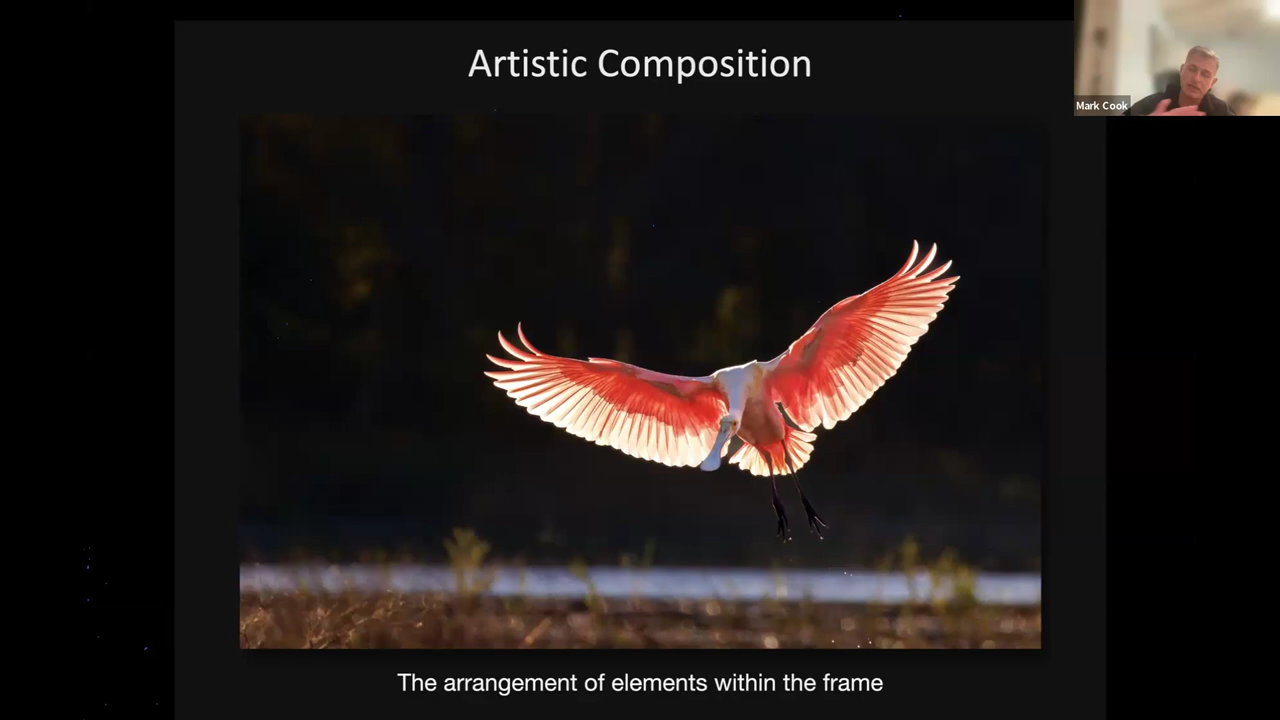 Artistic Composition
Mark Cook
The arrangement of elements within the frame